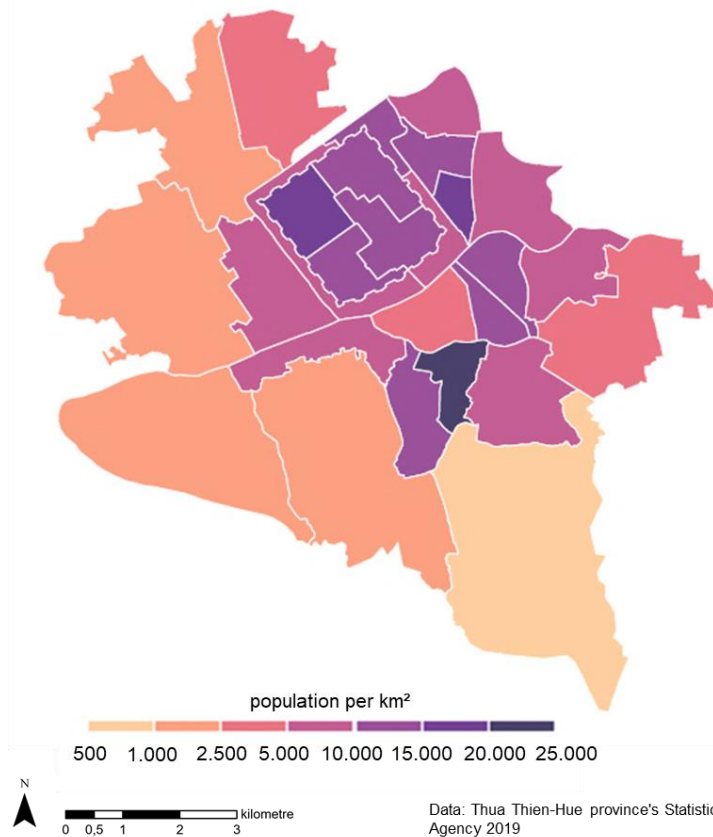 population per km²
500 1.000 2.500 5.000 10.000 15.000 20.000 25.000
N
kilometre
0 0,5 1 2 3
Data: Thua Thien-Hue province's Statistic
Agency 2019